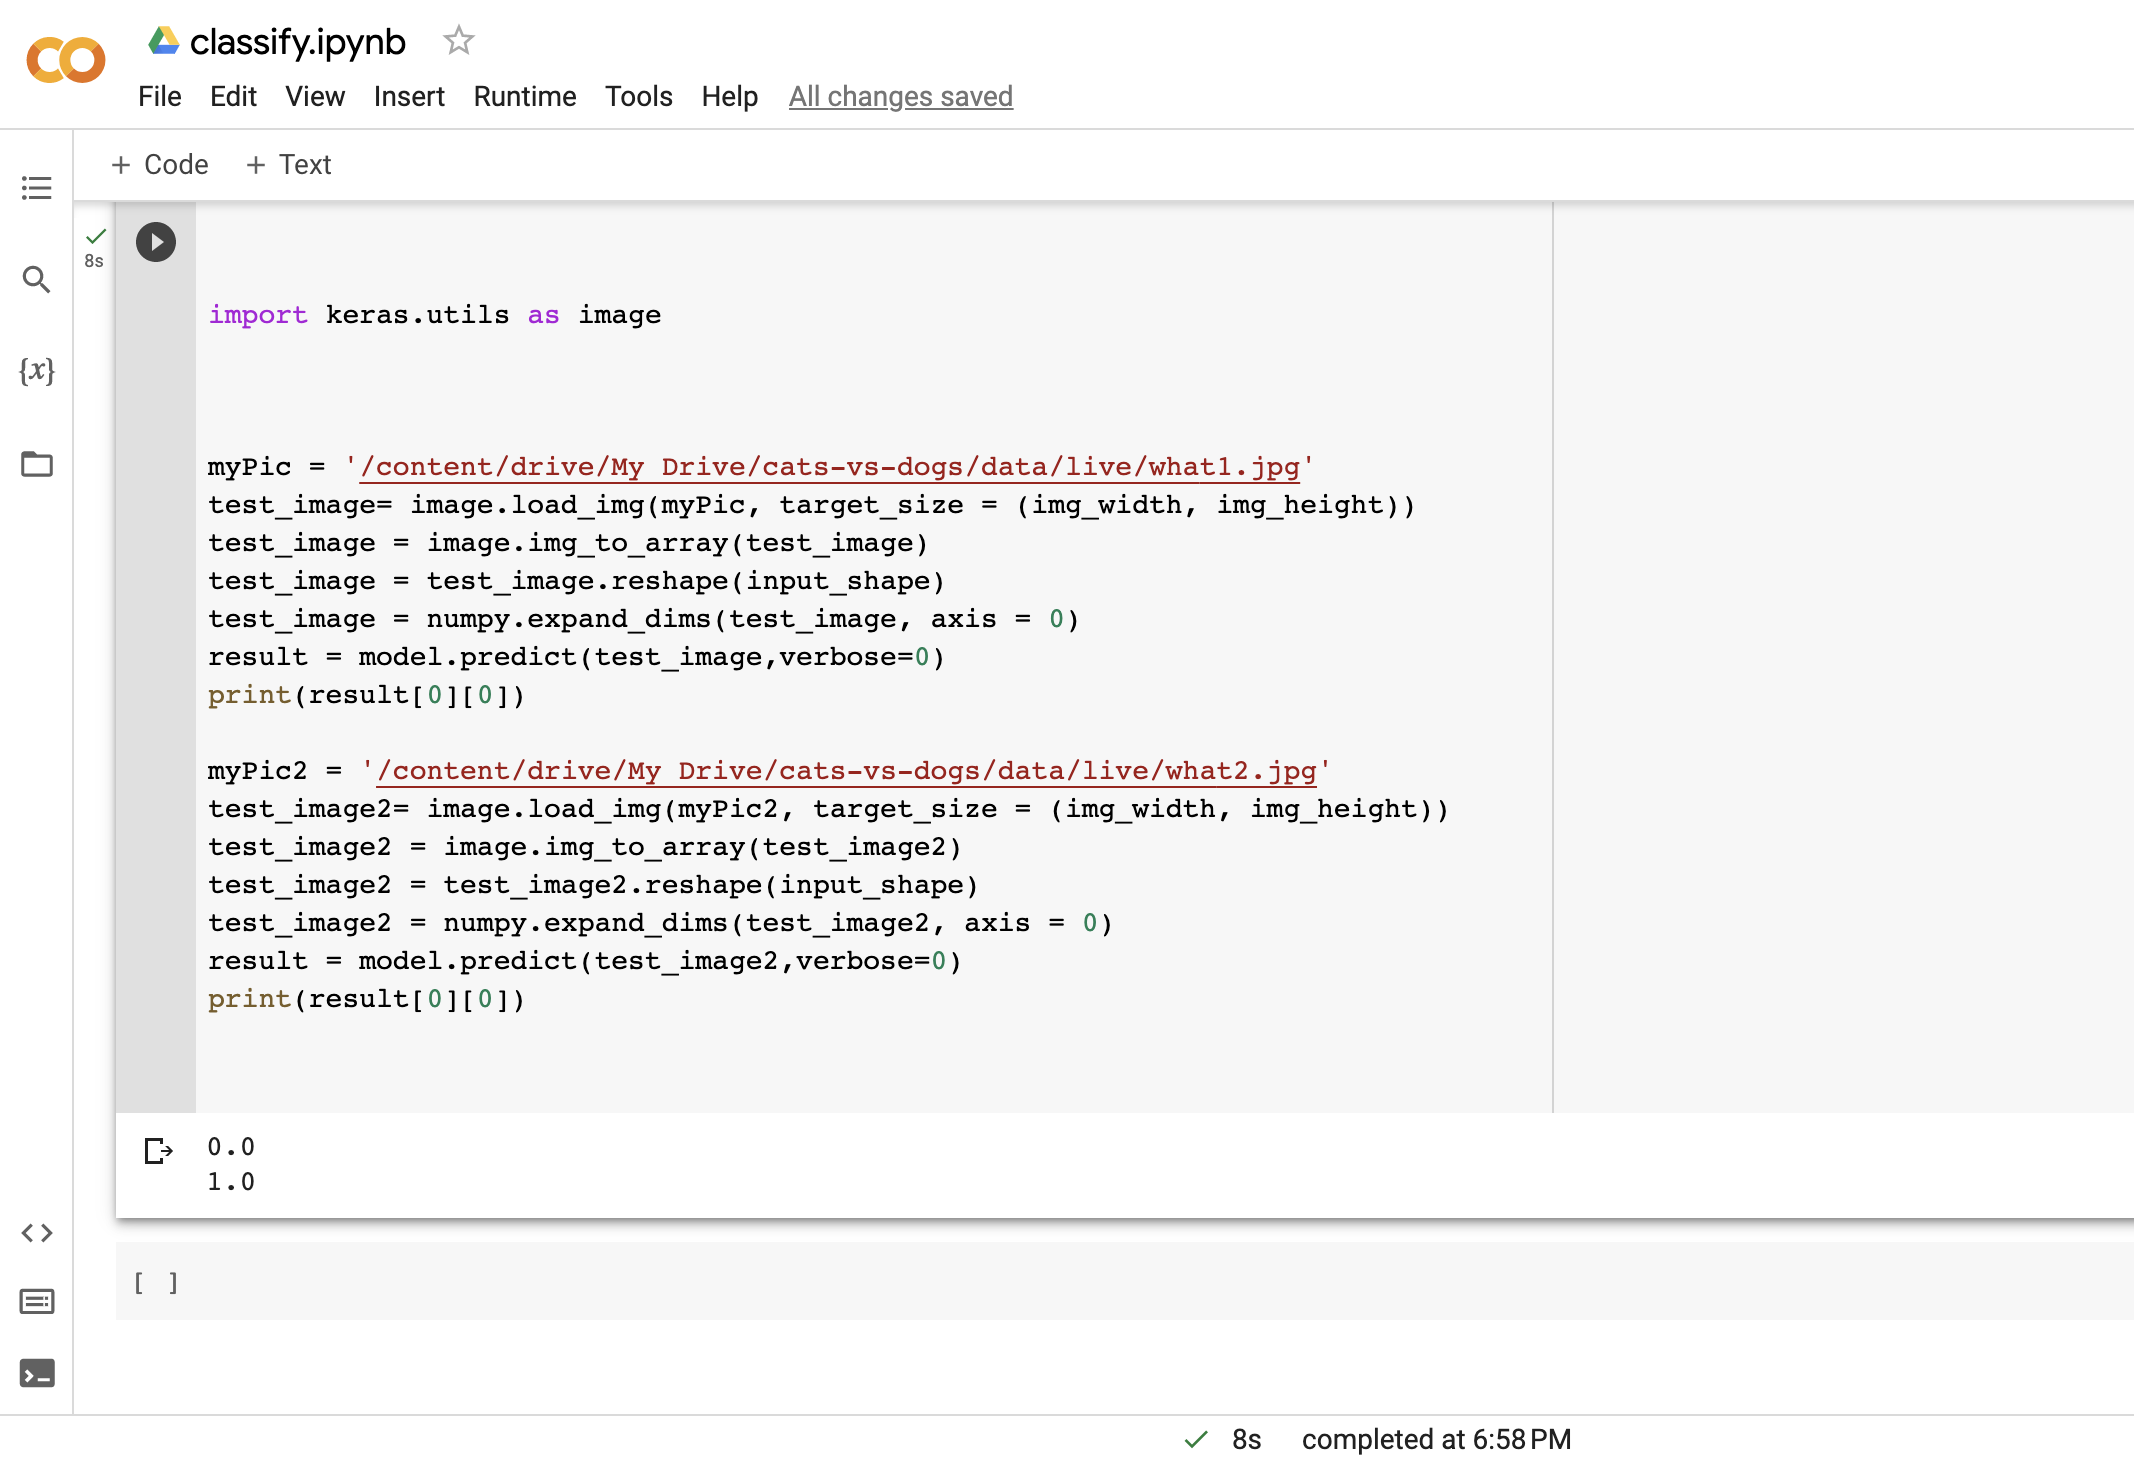 classify.ipynb
File Edit View Insert Runtime Tools Help All changes saved
+ Code + Text
8s
import keras.utils as image
{x}
myPic = '/content/drive/My Drive/cats-vs-dogs/data/live/what1.jpg'
test_image= image.load_img(myPic, target_size = (img_width, img_height))
test_image = image.img_to_array(test_image)
test_image = test_image.reshape(input_shape)
test_image = numpy.expand_dims(test_image, axis = 0)
result = model.predict(test_image,verbose=0)
print(result[0][0])
myPic2 = '/content/drive/My Drive/cats-vs-dogs/data/live/what2.jpg'
test_image2= image.load_img(myPic2, target_size = (img_width, img_height))
test_image2 = image.img_to_array(test_image2)
test_image2 = test_image2.reshape(input_shape)
test_image2 = numpy.expand_dims(test_image2, axis = 0)
result = model.predict(test_image2,verbose=0)
print(result[0][0])
0.0
1.0
[ ]
8s completed at 6:58 PM